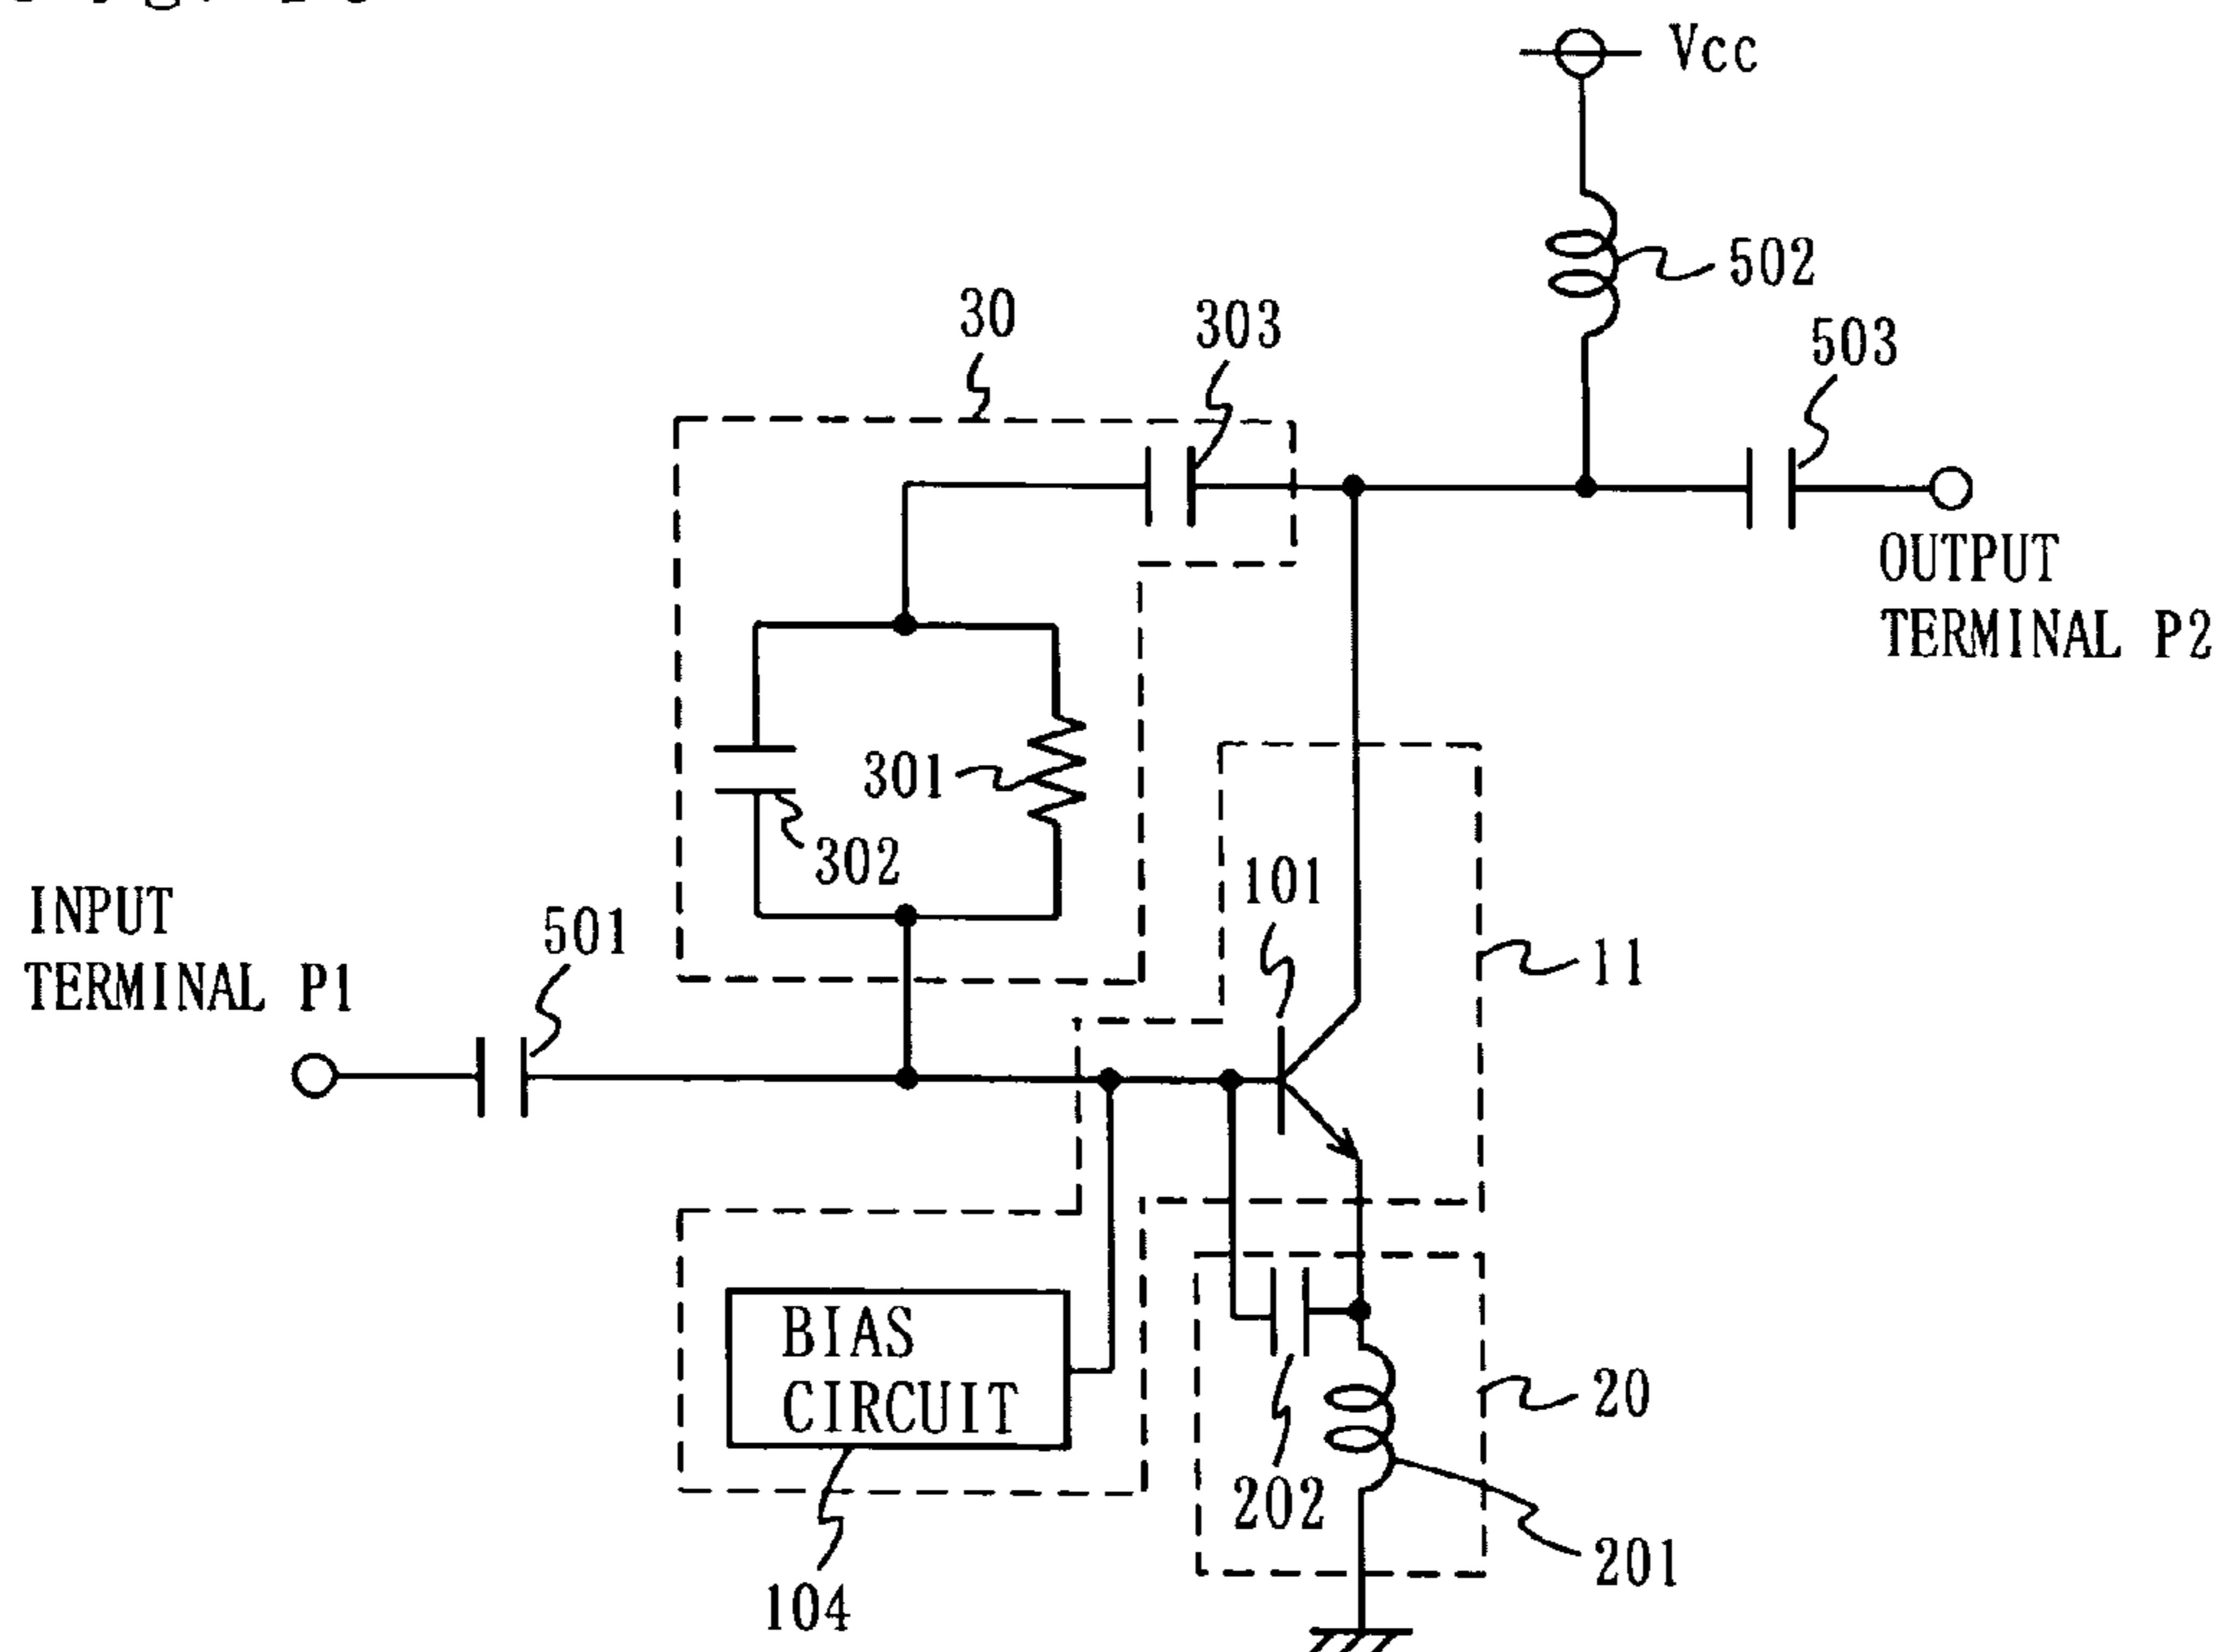 Vcc
502
30
303
503
OUTPUT
TERMINAL P2
301
302
101
INPUT
TERMINAL P1
501
11
BIAS
CIRCUIT
20
202
201
104